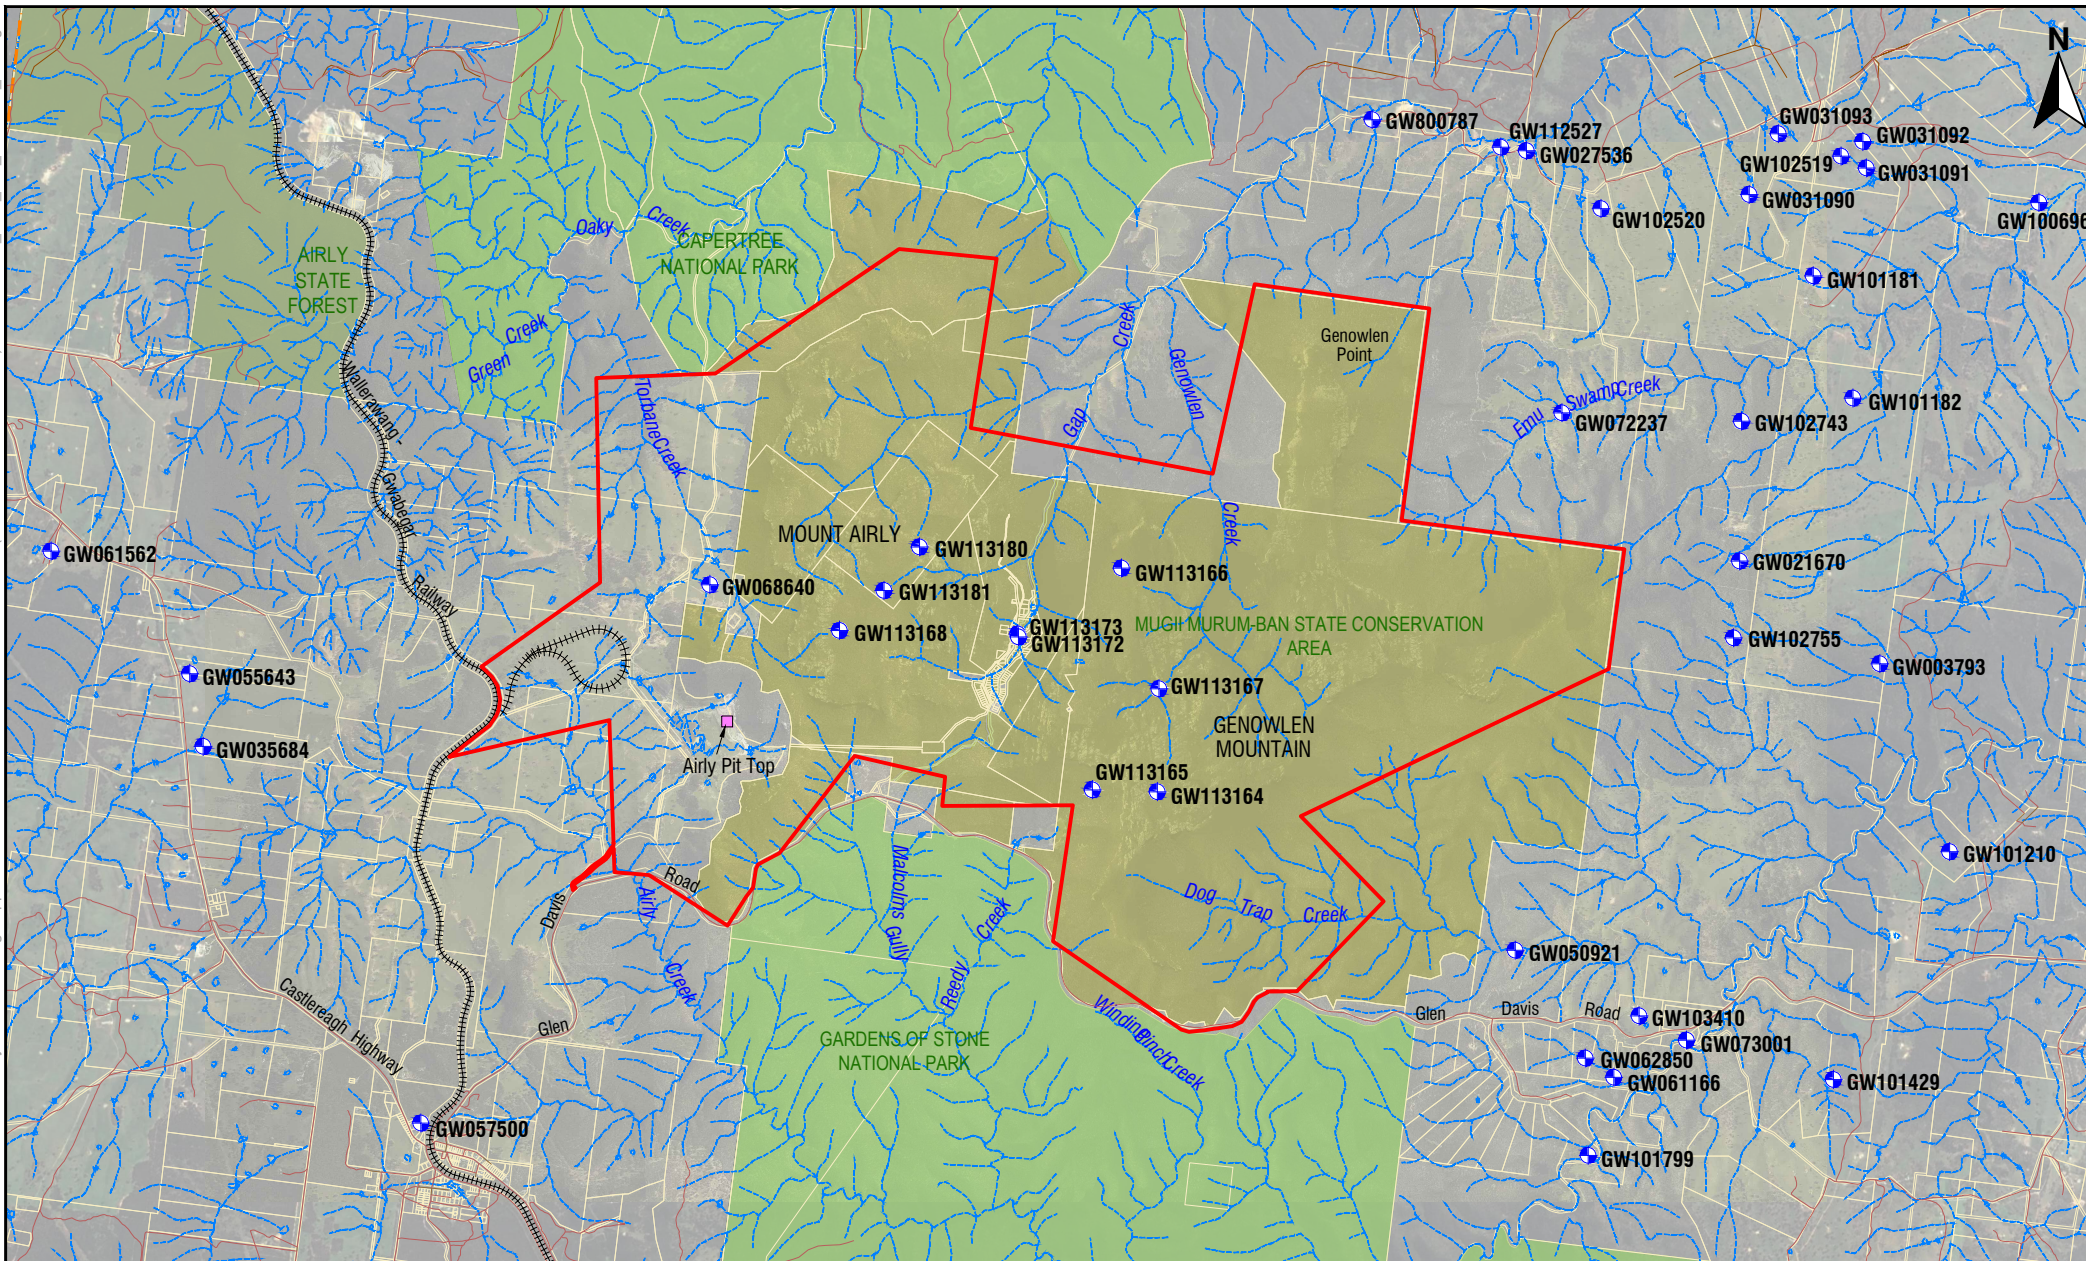 N
GW800787
GW112527
GW027536
GW031093
GW031092
GW102519
GW031091
GW031090
GW100696
GW102520
GW101181
Oaky Creek
CAPERTREE
NATIONAL PARK
AIRLY
STATE
FOREST
Green Creek
Gap Creek
Genowlen Creek
Genowlen
Point
Torbane Creek
Emu Swamp Creek
GW072237
GW101182
GW102743
Wallerawang -
Gwabegar
Railway
MOUNT AIRLY
GW113180
GW061562
GW068640
GW113181
GW113166
GW021670
GW113168
GW113173
GW113172
MUGII MURUM-BAN STATE CONSERVATION
AREA
GW102755
GW003793
GW055643
GW113167
GENOWLEN
MOUNTAIN
GW035684
Airly Pit Top
GW113165
GW113164
GW101210
Malcolms Gully
Reedy Creek
Dog Trap Creek
Airly Creek
Davis
Road
GW050921
Castlereagh Highway
Glen
Winding
Creek
Glen Davis Road
GW103410
GW073001
GARDENS OF STONE
NATIONAL PARK
GW062850
GW061166
GW101429
GW057500
GW101799